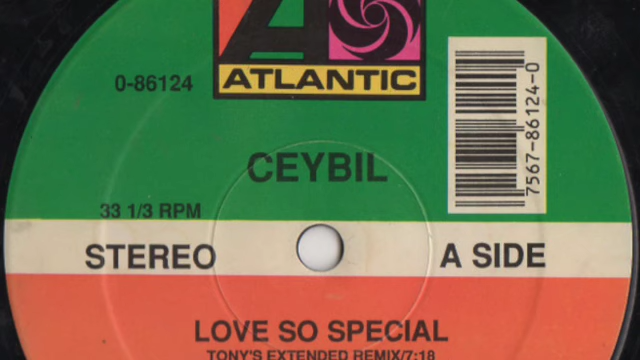 ATLANTIC
0-86124
7567-86124-0
CEYBIL
33 1/3 RPM
STEREO
A SIDE
LOVE SO SPECIAL
TONY'S EXTENDED REMIX/7:18